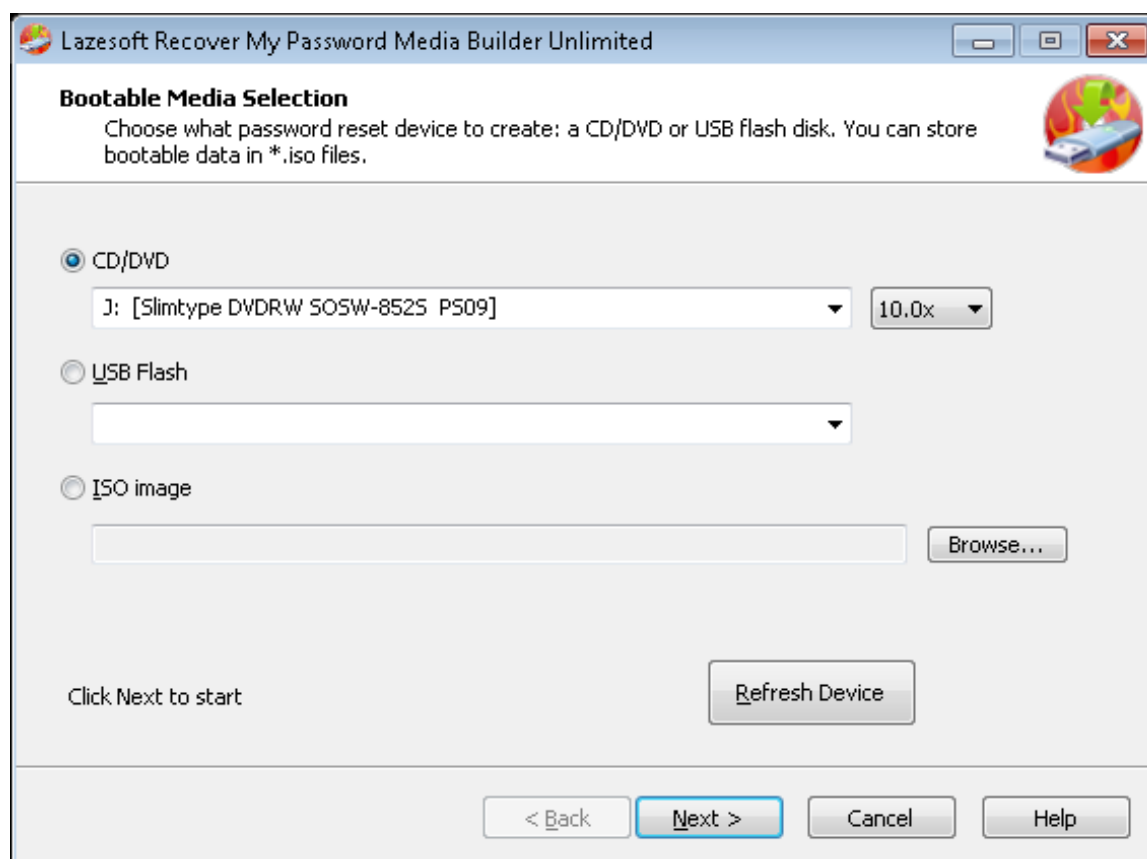 Lazesoft Recover My Password Media Builder Unlimited
Bootable Media Selection
Choose what password reset device to create: a CD/DVD or USB flash disk. You can store
bootable data in *.iso files.
CD/DVD
J:  [Slimtype DVDRW SOSW-852S  PS09]
10.0x
USB Flash
ISO image
Browse...
Click Next to start
Refresh Device
< Back
Next >
Cancel
Help